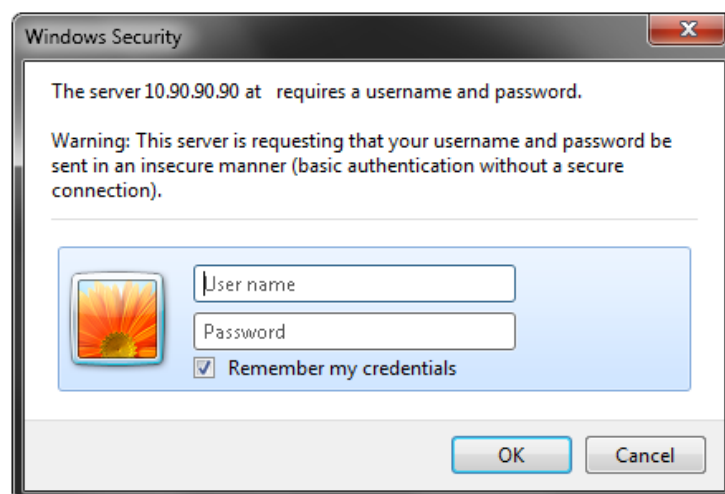 Windows Security
The server 10.90.90.90 at   requires a username and password.
Warning: This server is requesting that your username and password be
sent in an insecure manner (basic authentication without a secure
connection).
User name
Password
Remember my credentials
OK
Cancel